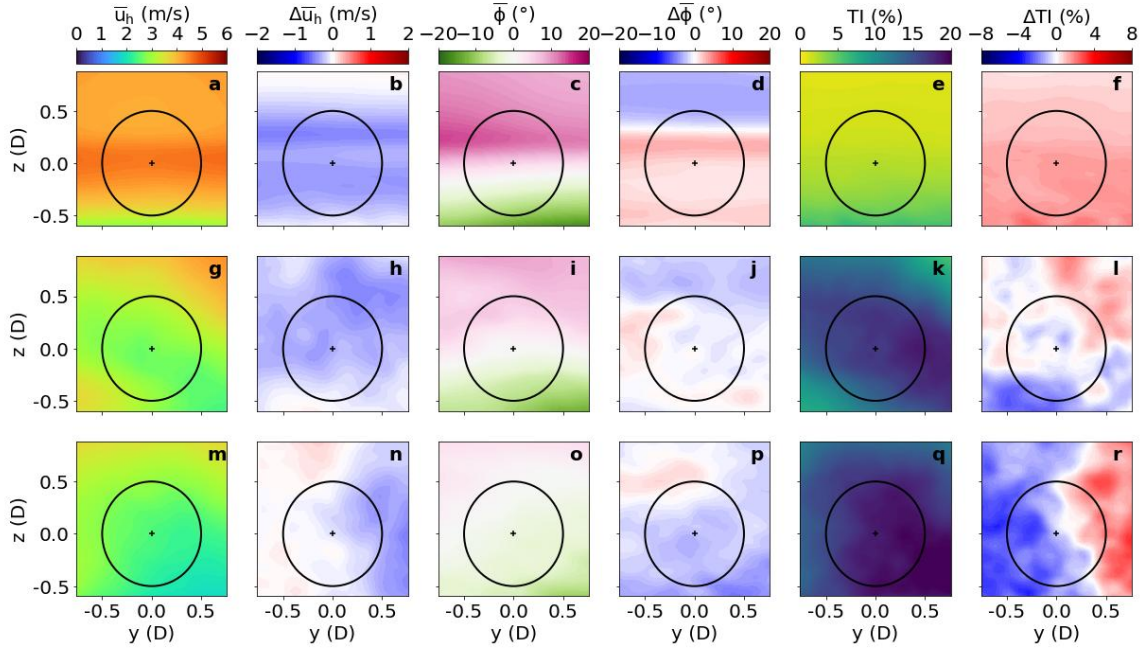 u̅ₕ (m/s) Δu̅ₕ (m/s) ϕ̅ (°) Δϕ̅ (°) TI (%) ΔTI (%)
0 1 2 3 4 5 6 −2 −1 0 1 2 −20 −10 0 10 20 −20 −10 0 10 20 0 5 10 15 20 −8 −4 0 4 8
a b c d e f
0.5
0.0
-0.5
z (D)
g h i j k l
0.5
0.0
-0.5
z (D)
m n o p q r
0.5
0.0
-0.5
z (D)
-0.5 0.0 0.5 -0.5 0.0 0.5 -0.5 0.0 0.5 -0.5 0.0 0.5 -0.5 0.0 0.5 -0.5 0.0 0.5
y (D) y (D) y (D) y (D) y (D) y (D)